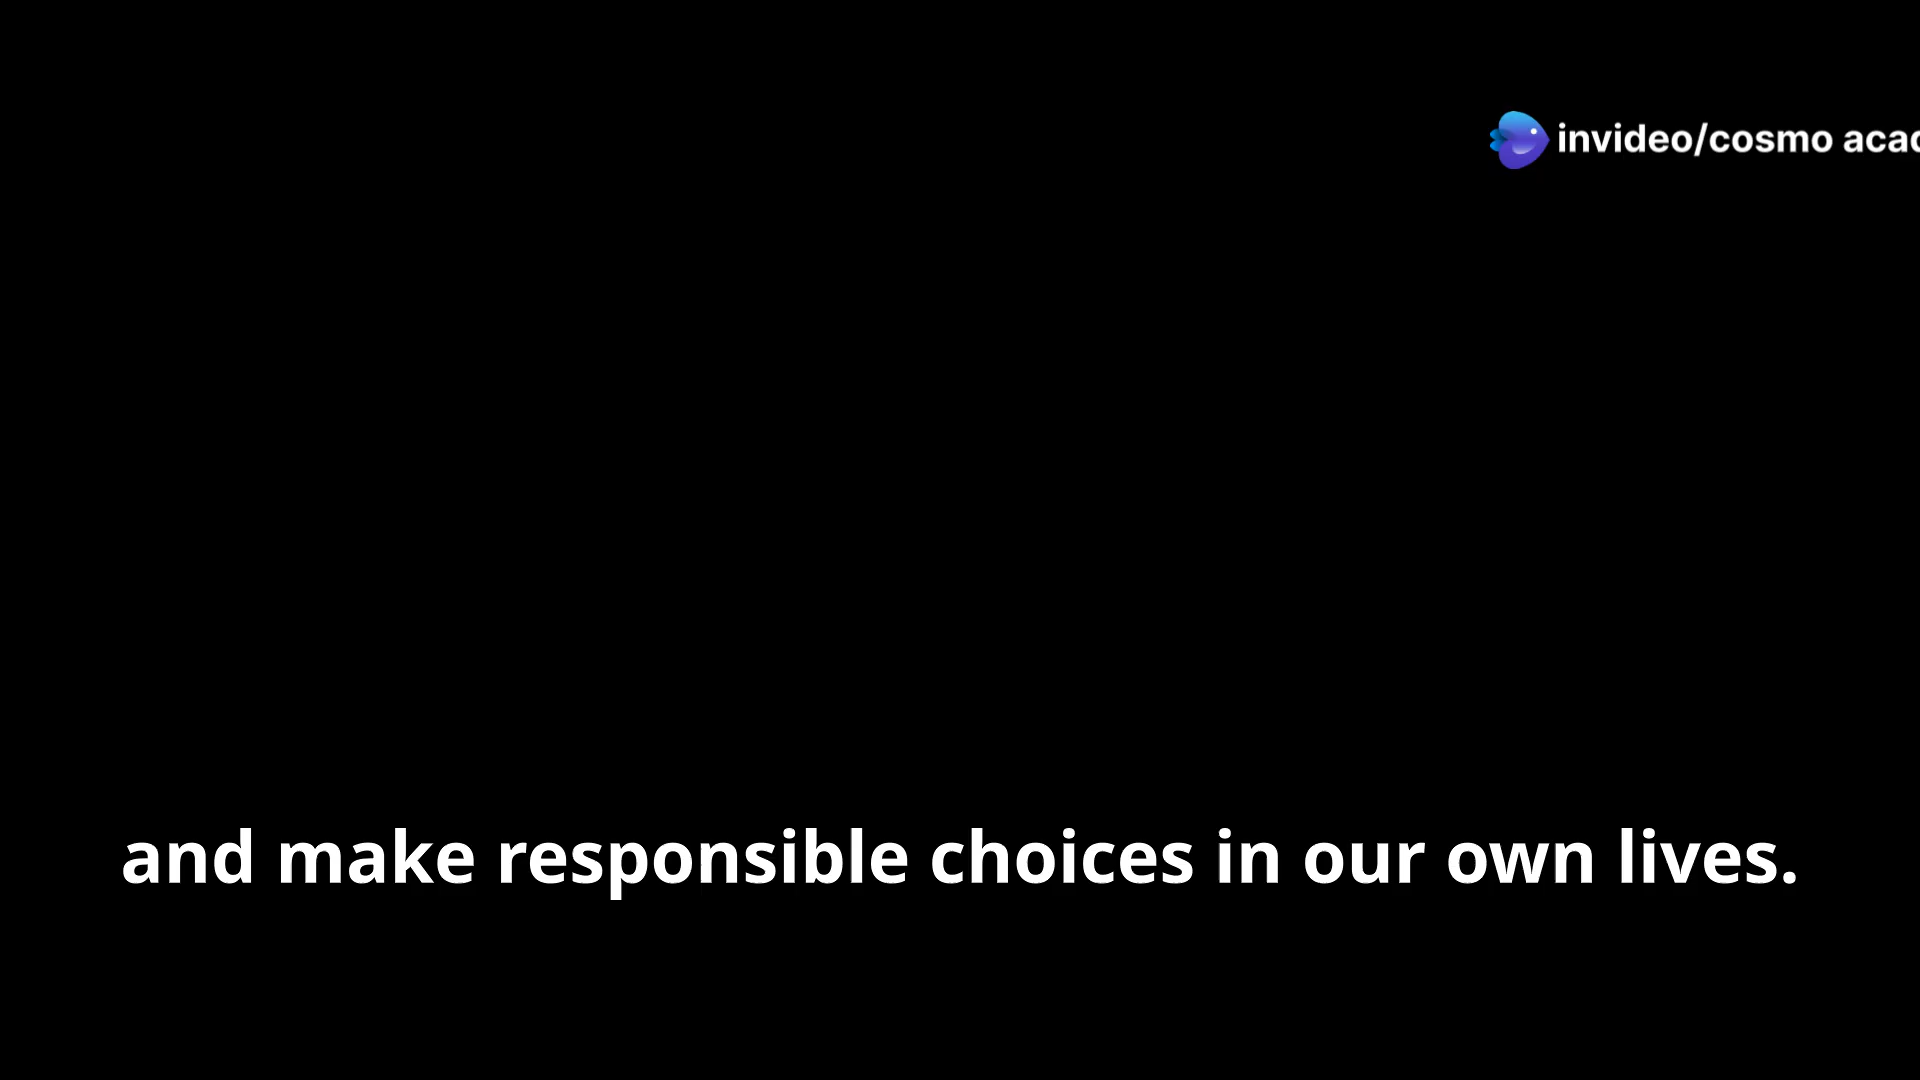 invideo/cosmo acad
and make responsible choices in our own lives.